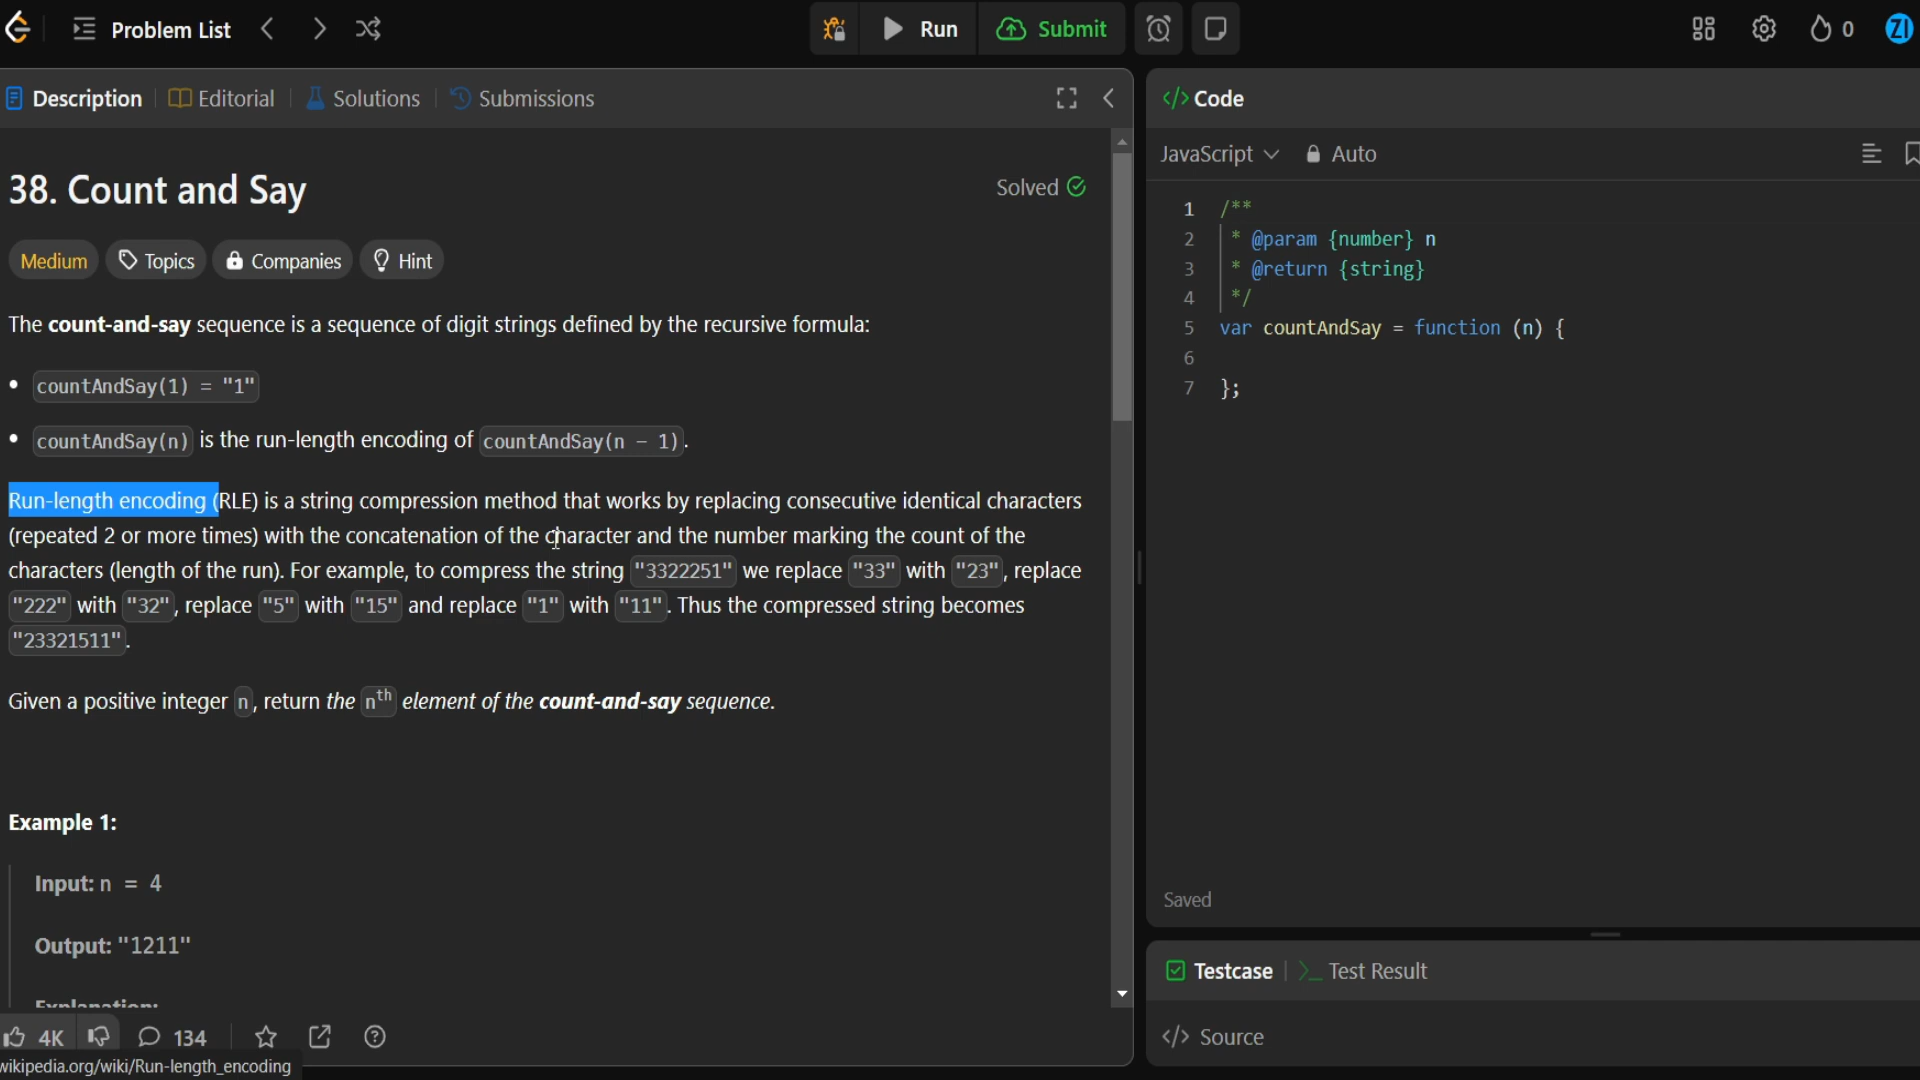 Problem List
Run
Submit
0
ZI
Description
Editorial
Solutions
Submissions
</> Code
JavaScript
Auto
38. Count and Say
Solved
Medium
Topics
Companies
Hint
The count-and-say sequence is a sequence of digit strings defined by the recursive formula:
• countAndSay(1) = "1"
• countAndSay(n) is the run-length encoding of countAndSay(n - 1).
Run-length encoding (RLE) is a string compression method that works by replacing consecutive identical characters
(repeated 2 or more times) with the concatenation of the character and the number marking the count of the
characters (length of the run). For example, to compress the string "3322251" we replace "33" with "23", replace
"222" with "32", replace "5" with "15" and replace "1" with "11". Thus the compressed string becomes
"23321511".
Given a positive integer n, return the nth element of the count-and-say sequence.
Example 1:
Input: n = 4
Output: "1211"
Explanation:
4K
134
wikipedia.org/wiki/Run-length_encoding
1 /**
2 * @param {number} n
3 * @return {string}
4 */
5 var countAndSay = function (n) {
6
7 };
Saved
Testcase
Test Result
</> Source